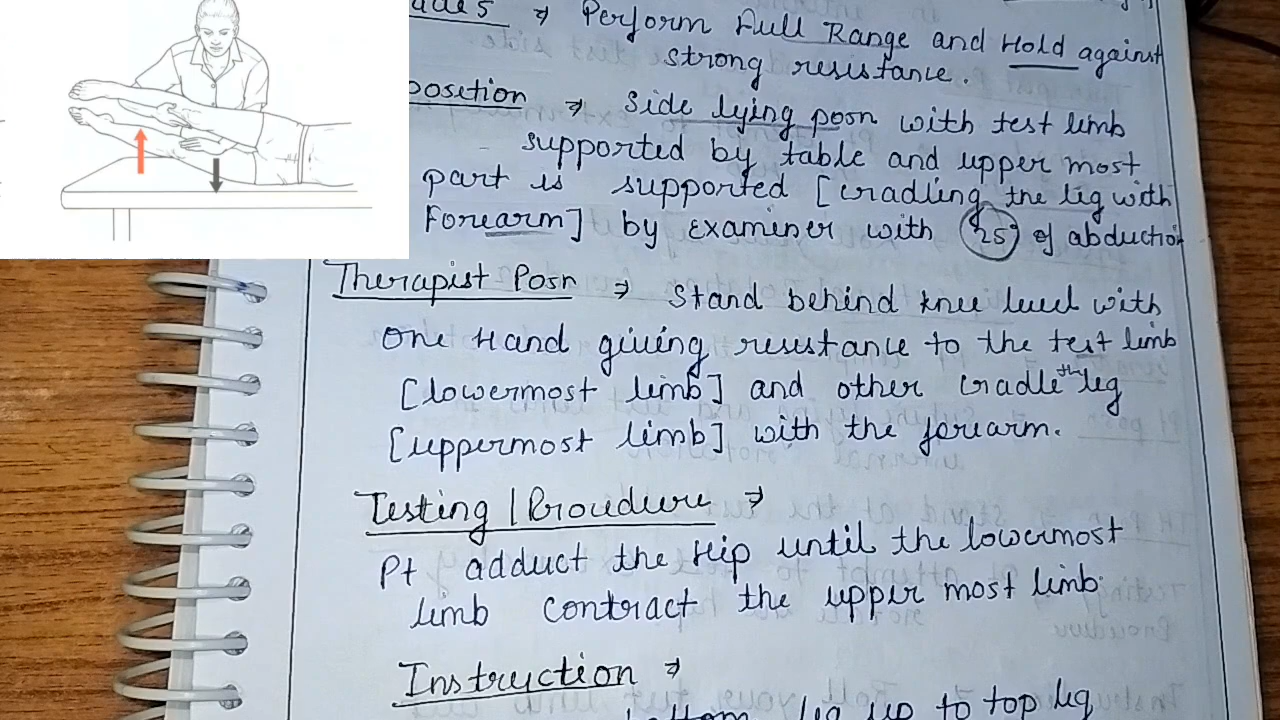 ⇒ Perform Full Range and Hold against
strong resistance.
position ⇒ Side lying posn with test limb
supported by table and upper most
part is supported [cradling the leg with
Forearm] by examiner with 25° of abduction
Therapist Posn ⇒ Stand behind knee level with
One Hand giving resistance to the test limb
[lowermost limb] and other cradle the leg
[uppermost limb] with the forearm.
Testing / Procedure ⇒
Pt adduct the Hip until the lowermost
limb contract the upper most limb.
Instruction ⇒
bottom leg up to top leg